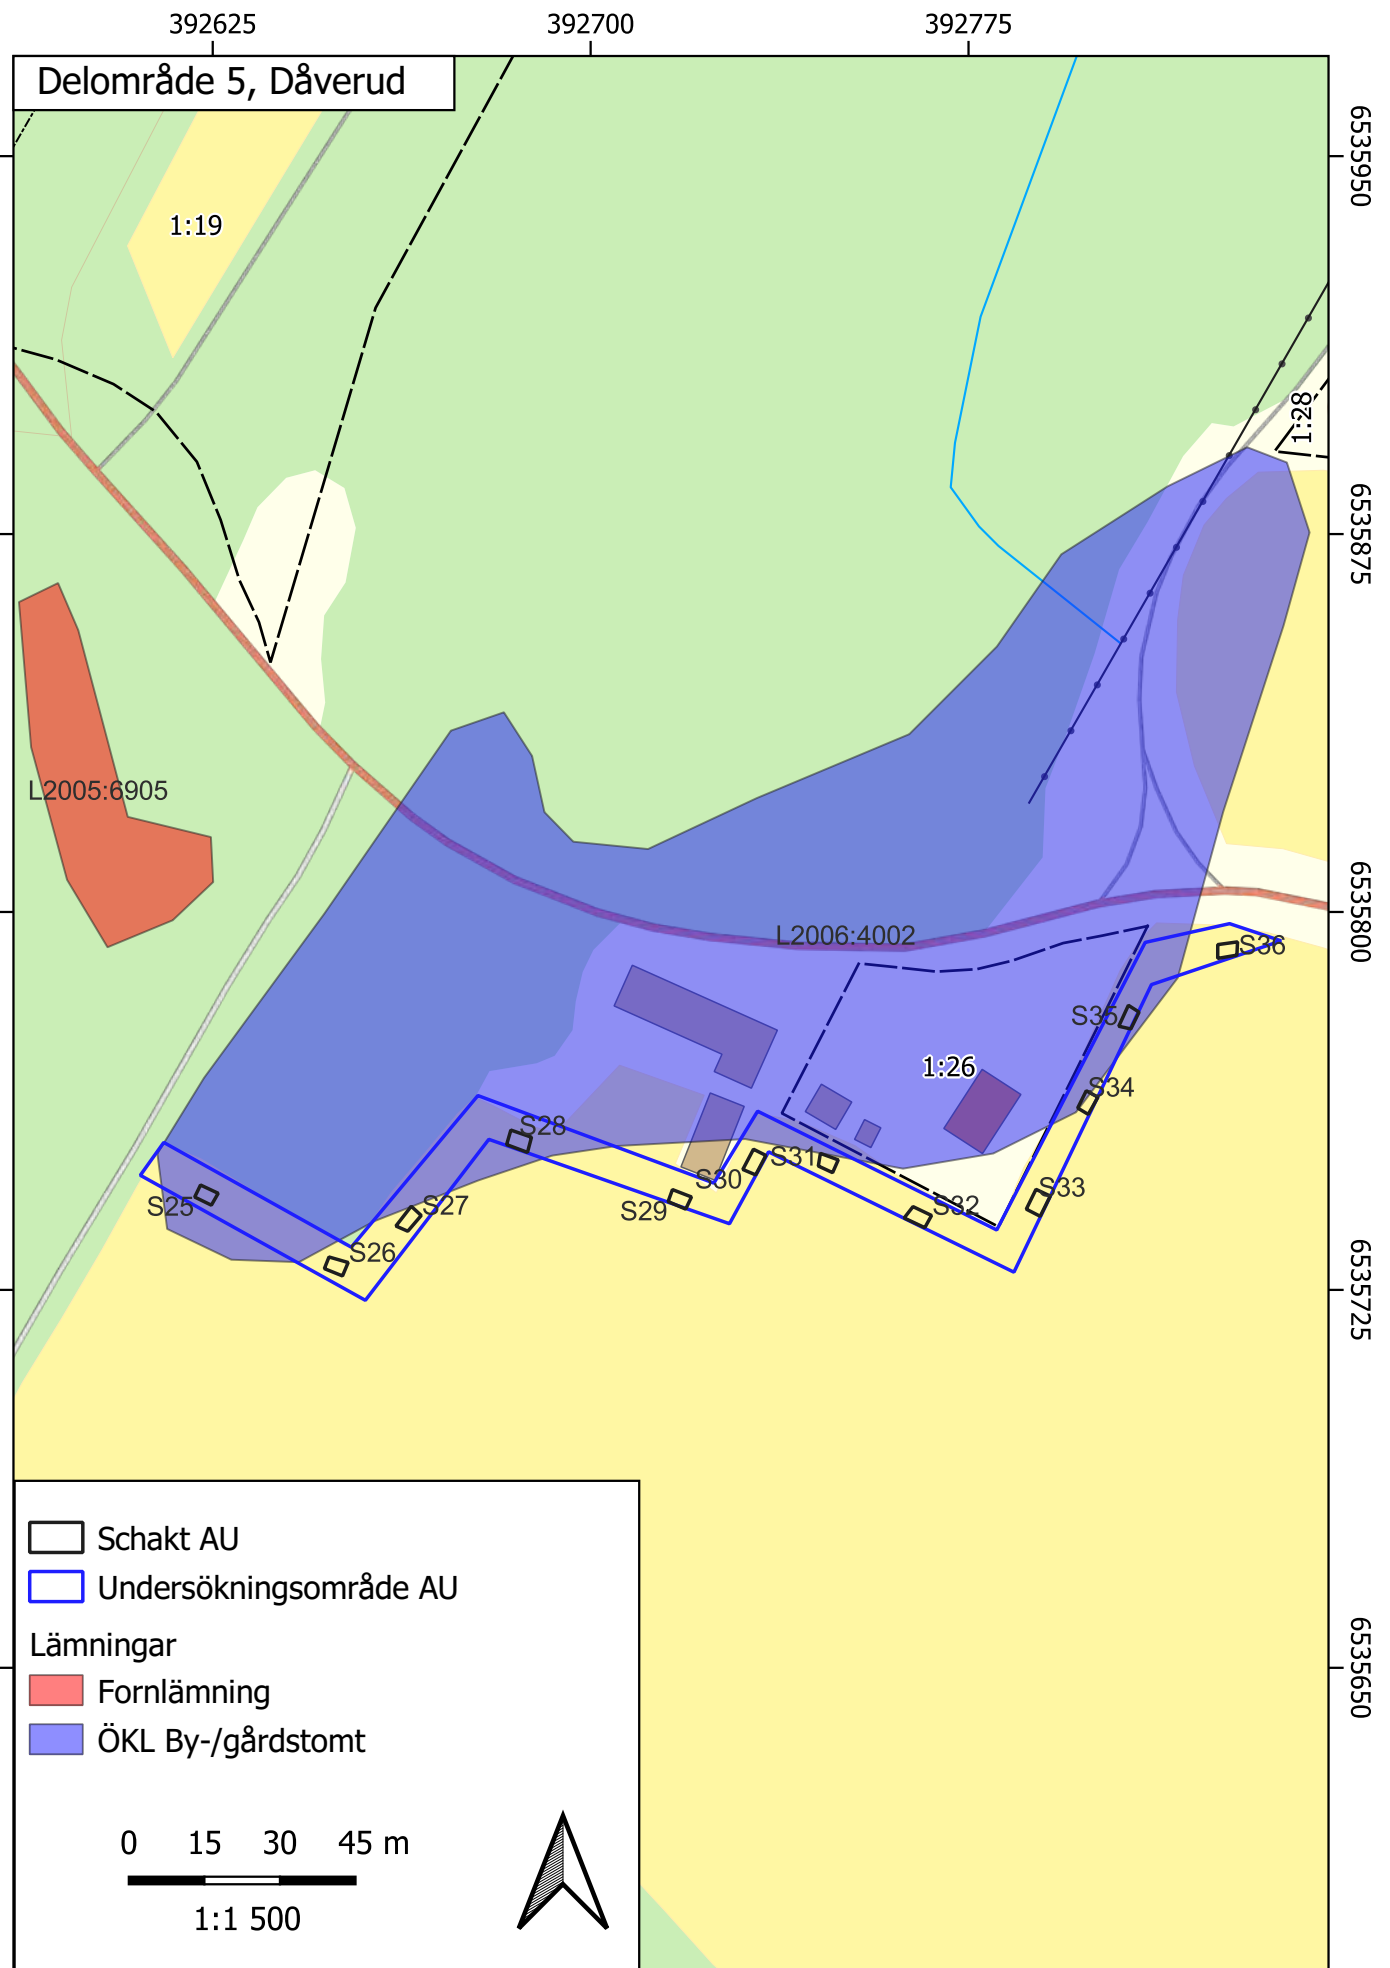 392625 392700 392775
Delområde 5, Dåverud
6535950
1:19
1:28
6535875
L2005:6905
6535800
L2006:4002
S36
S35
1:26
S34
S28
S31
S30
S33
S25
S27
S29
S32
S26
6535725
Schakt AU
Undersökningsområde AU
Lämningar
6535650
Fornlämning
ÖKL By-/gårdstomt
0 15 30 45 m
1:1 500